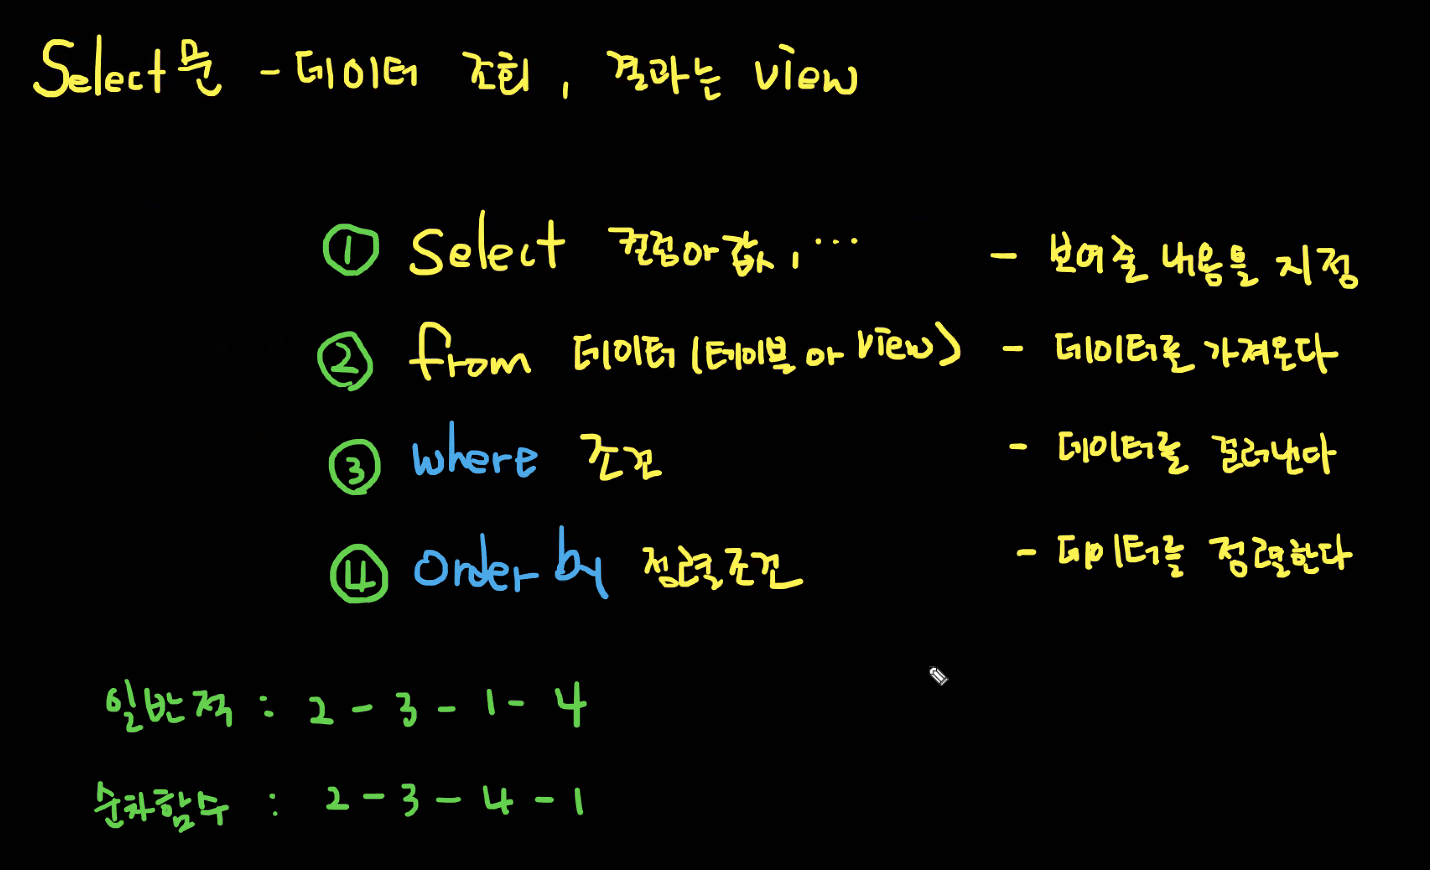 Select문 - 데이터 조회, 결과는 view
① Select 컬럼or값, ··· - 보여줄 내용을 지정
② from 데이터(테이블 or view) - 데이터를 가져온다
③ where 조건 - 데이터를 골라낸다
④ Order by 정렬조건 - 데이터를 정렬한다
일반적 : 2 - 3 - 1 - 4
순차함수 : 2 - 3 - 4 - 1